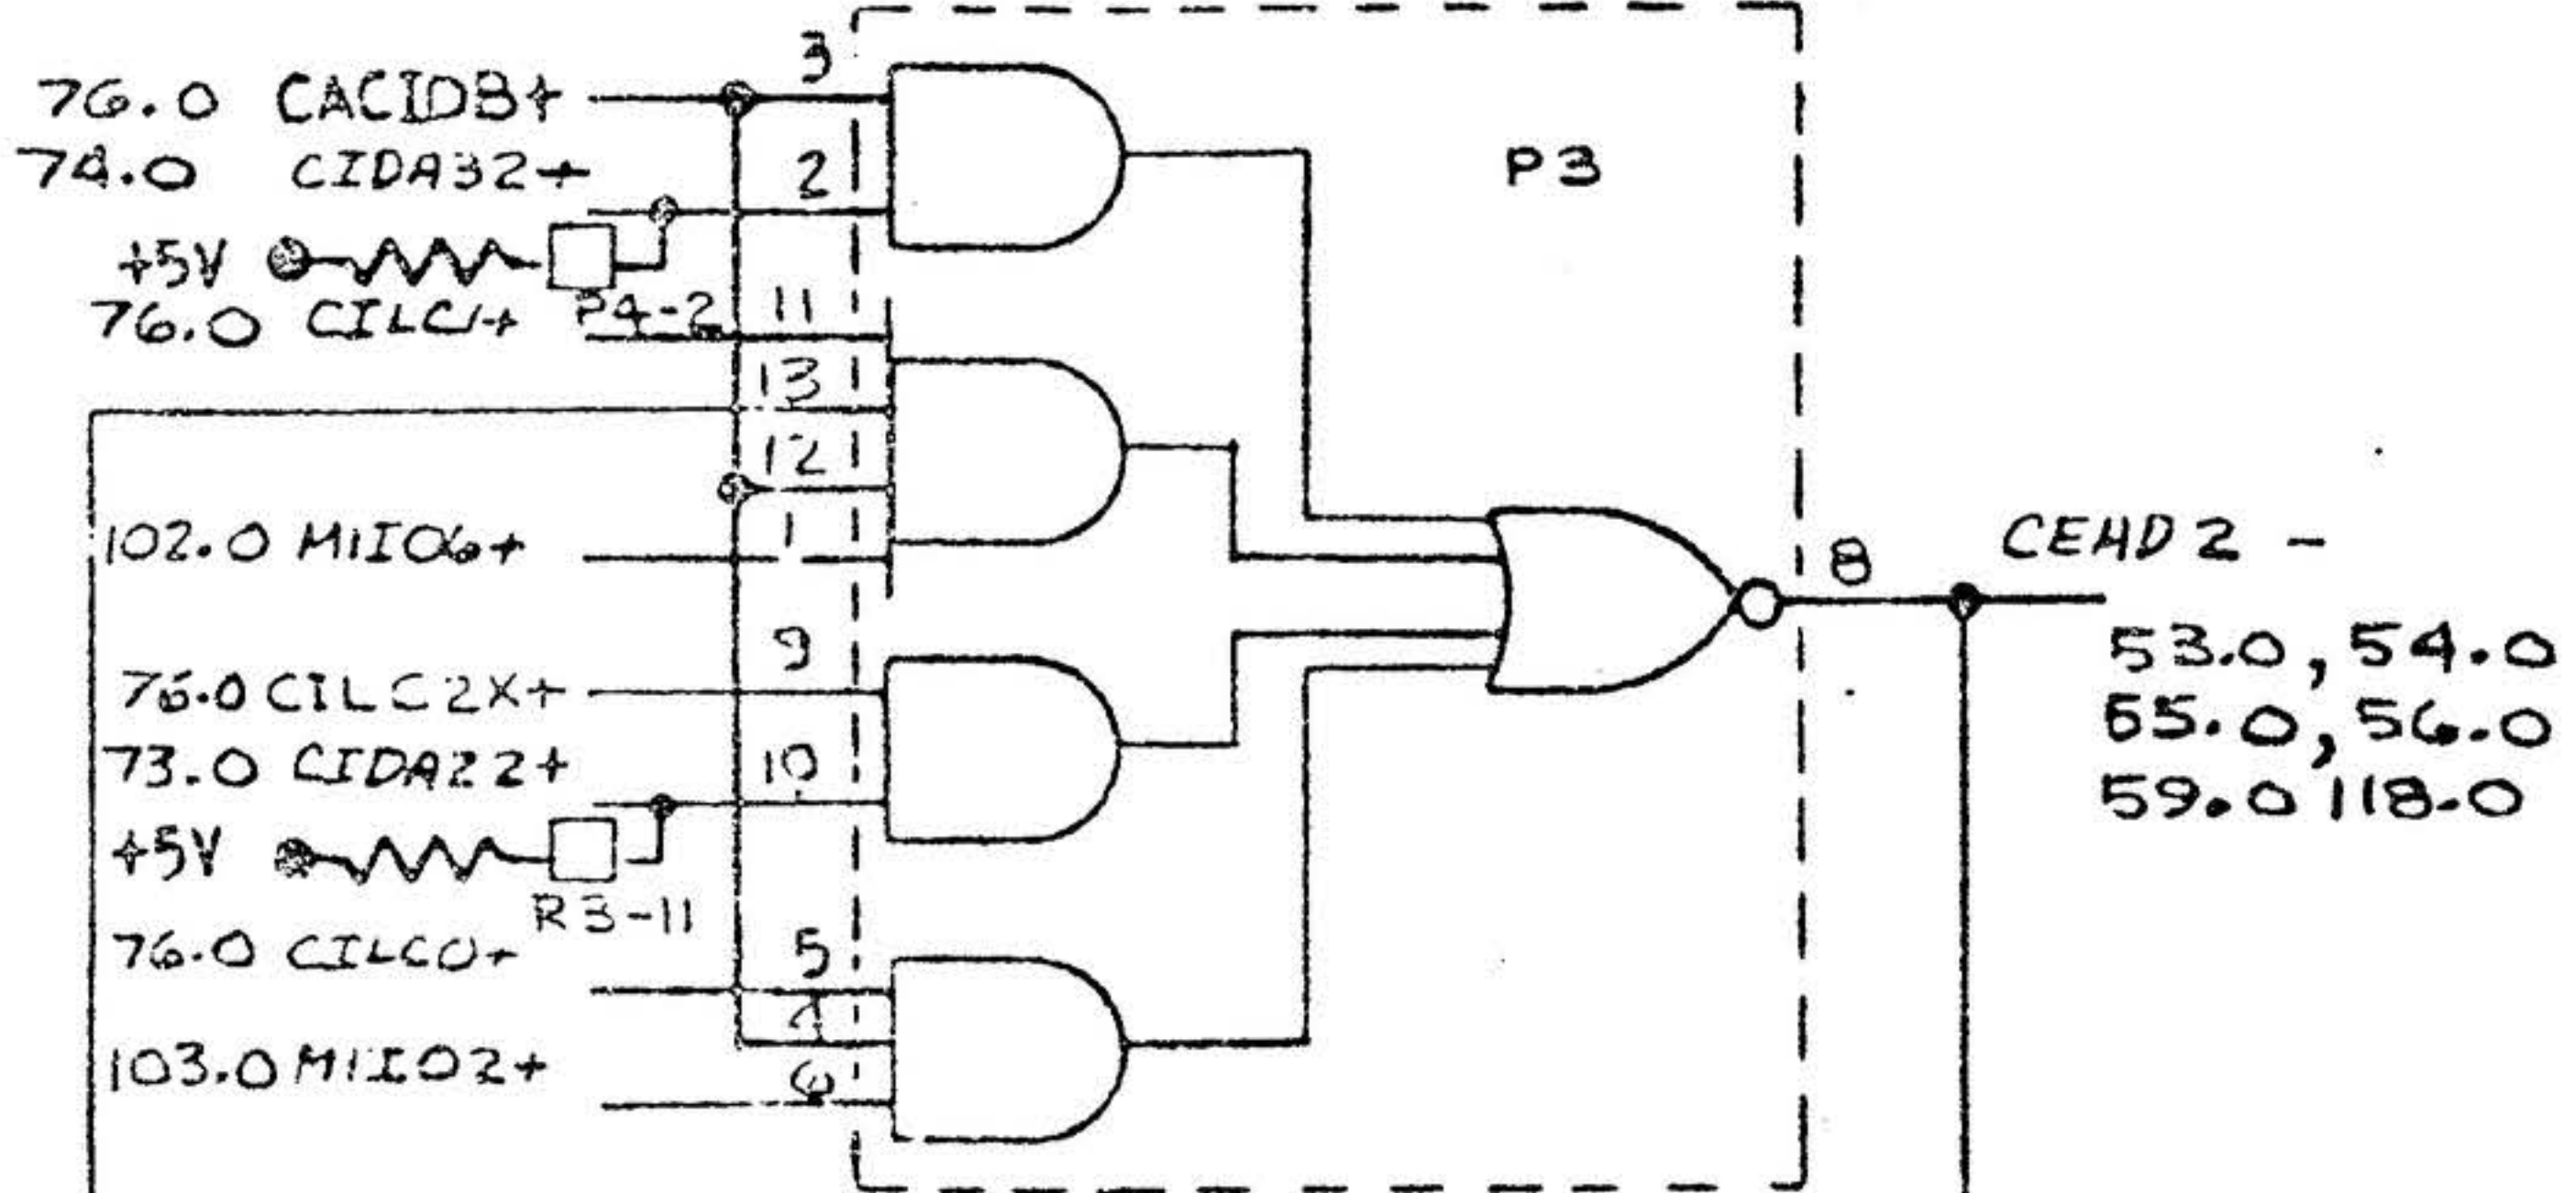 3
76.0 CACIDB+
74.0 CIDA32+
2
P3
+5V
P4-2
11
76.0 CILC1+
13
12
102.0 M1I06+
1
8
CEHD2 -
53.0, 54.0
55.0, 56.0
59.0 118.0
9
76.0 CILC2X+
73.0 CIDA22+
10
+5V
R3-11
76.0 CILC0+
5
4
103.0 M1I02+
6